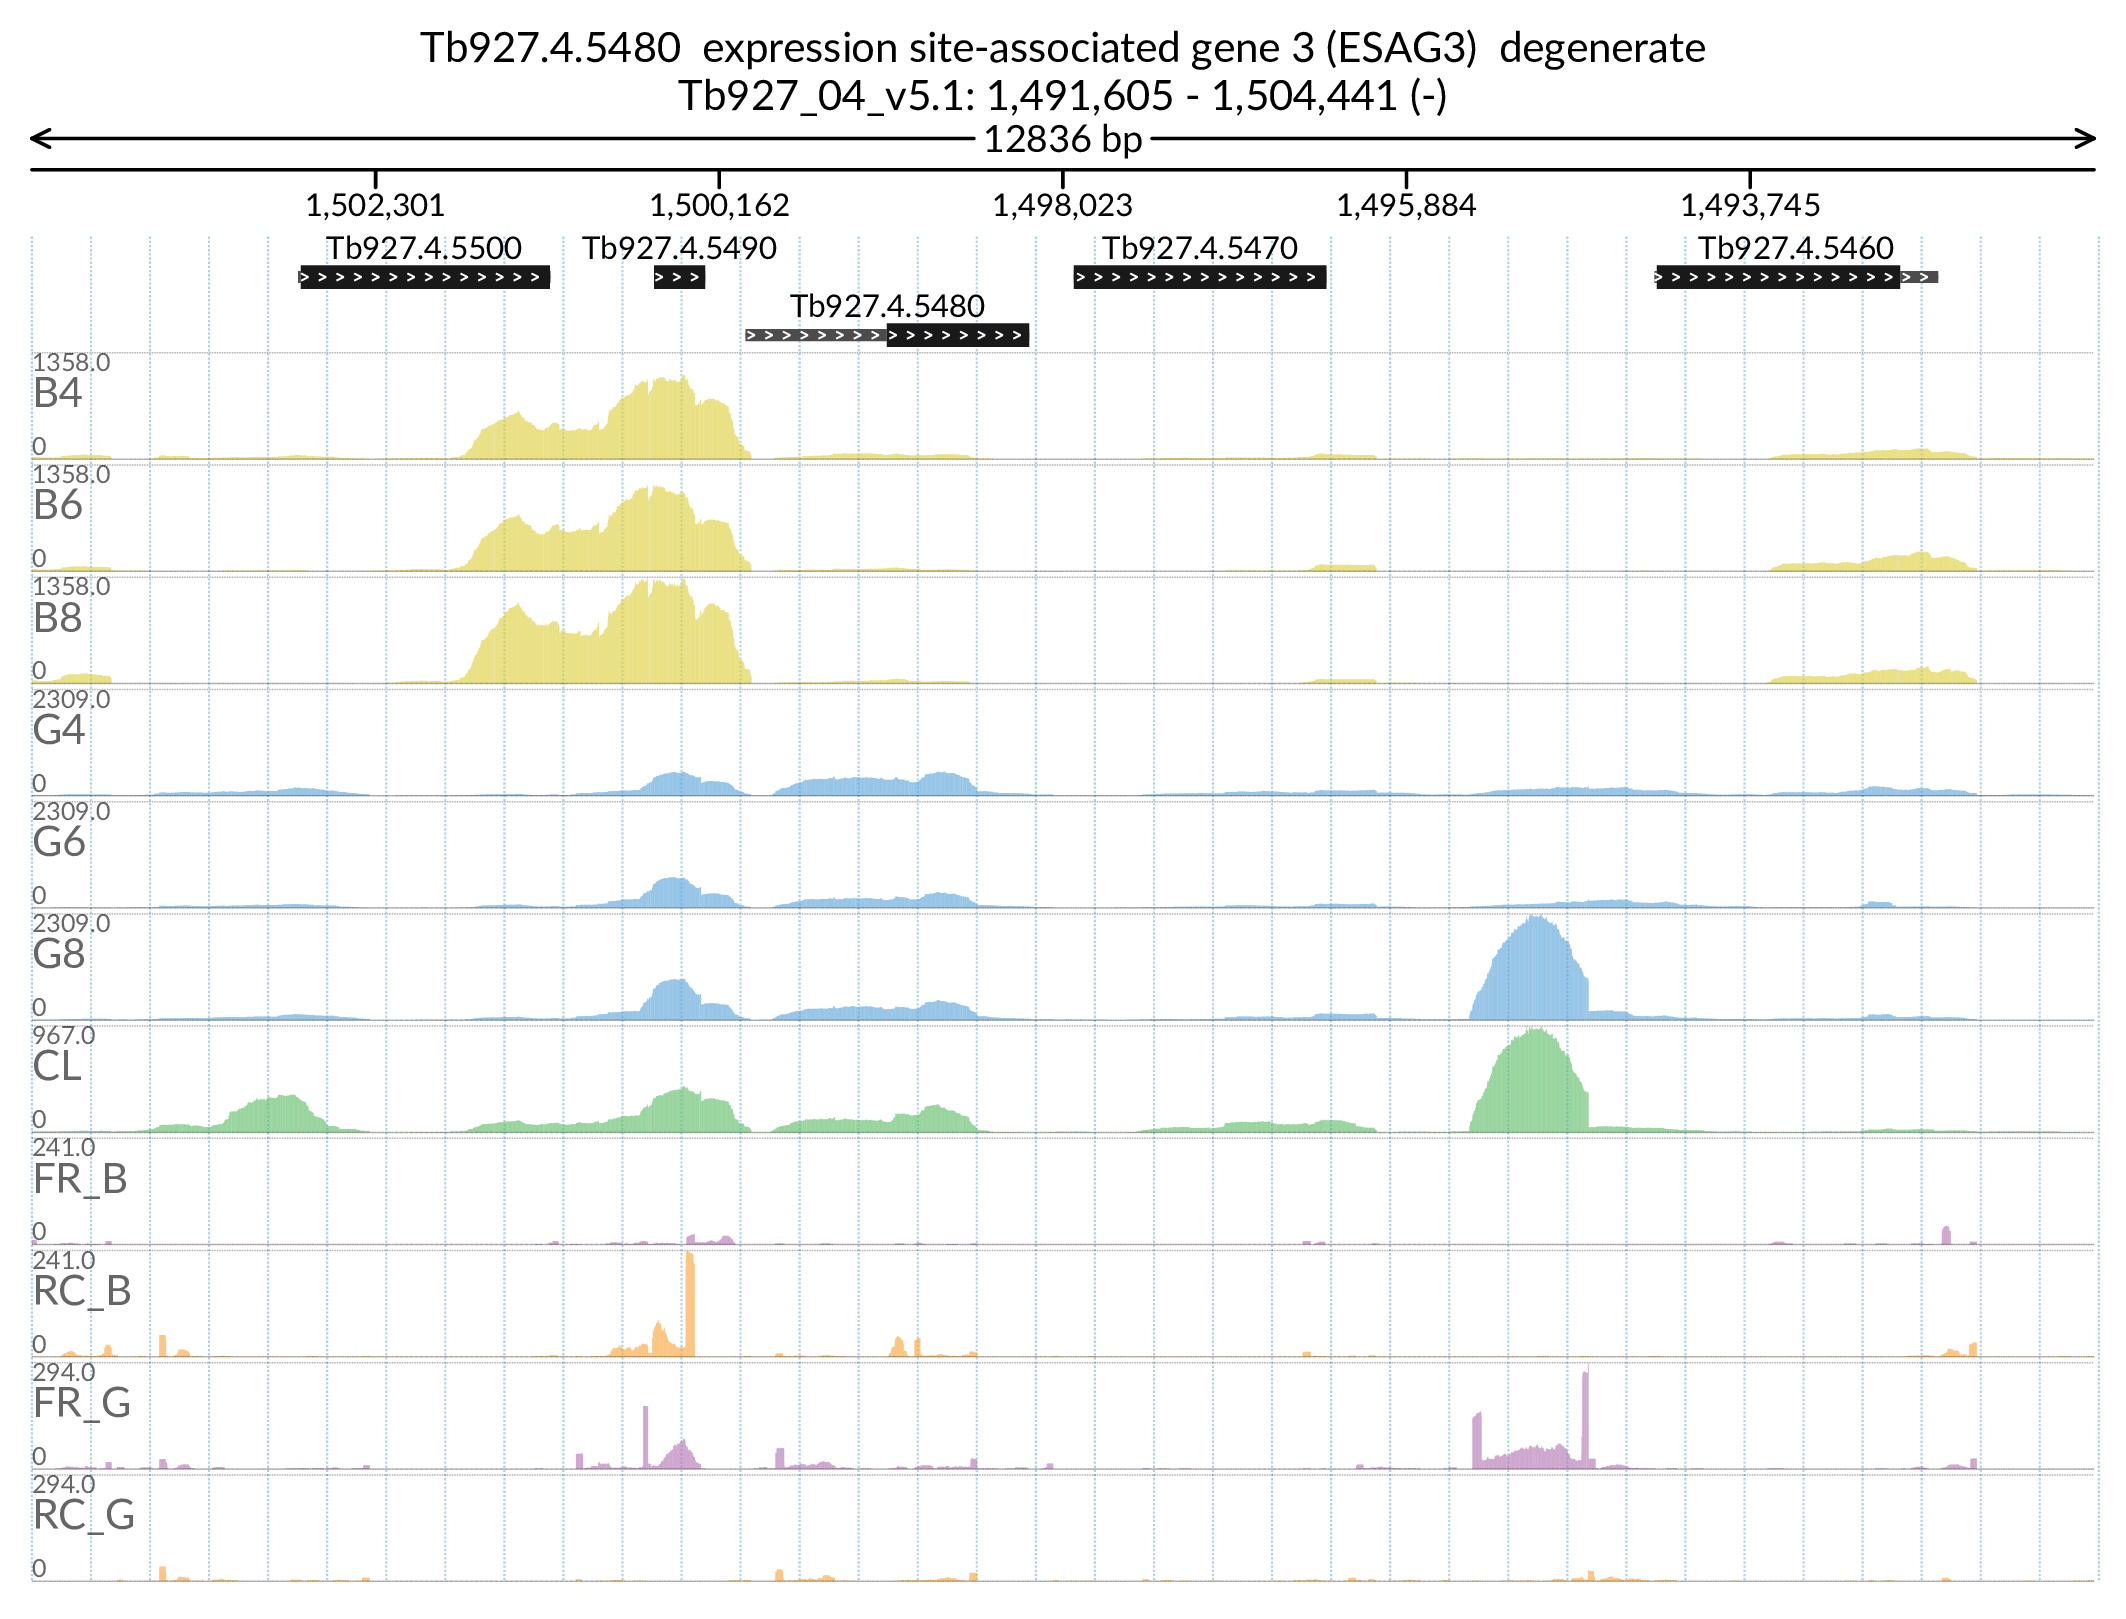 Tb927.4.5480 expression site-associated gene 3 (ESAG3) degenerate
Tb927_04_v5.1: 1,491,605 - 1,504,441 (-)
12836 bp
1,502,301 1,500,162 1,498,023 1,495,884 1,493,745
Tb927.4.5500 Tb927.4.5490 Tb927.4.5470 Tb927.4.5460
Tb927.4.5480
1358.0
B4
0
1358.0
B6
0
1358.0
B8
0
2309.0
G4
0
2309.0
G6
0
2309.0
G8
0
967.0
CL
0
241.0
FR_B
0
241.0
RC_B
0
294.0
FR_G
0
294.0
RC_G
0